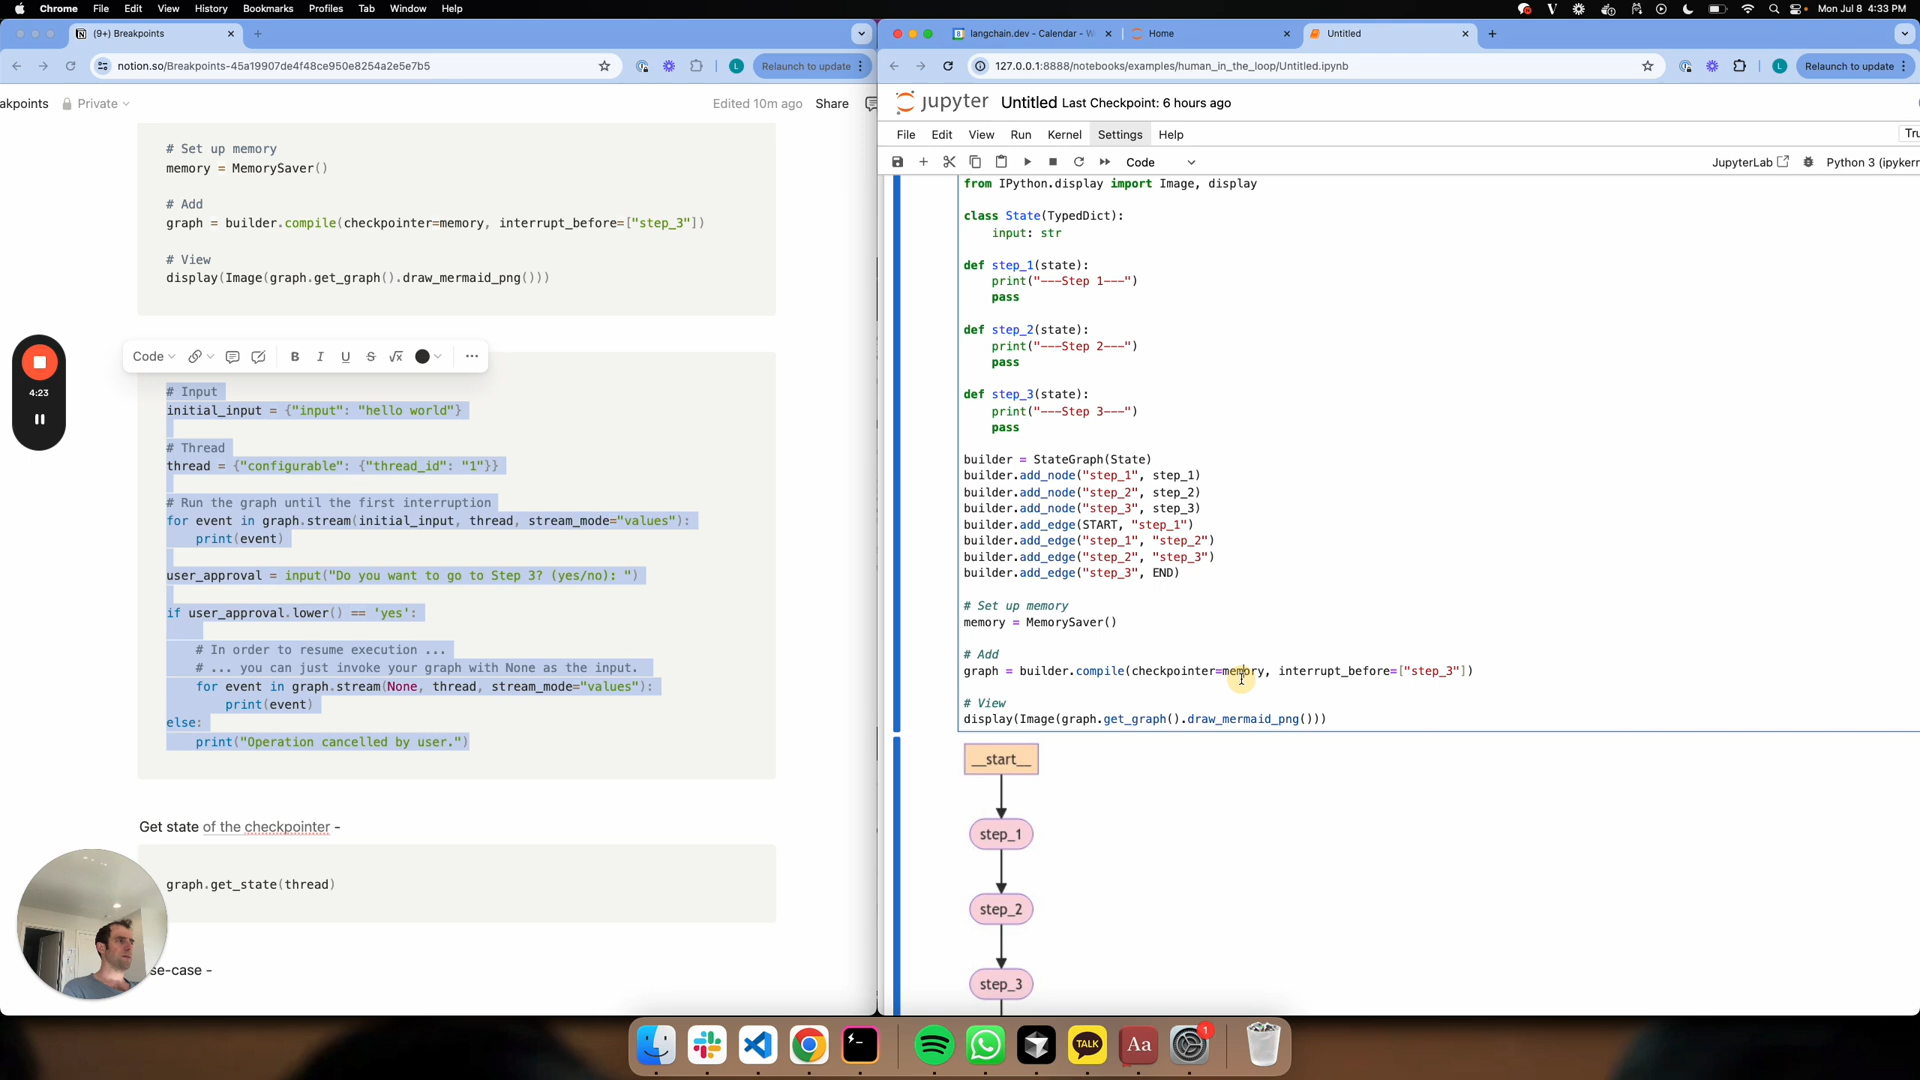 Chrome File Edit View History Bookmarks Profiles Tab Window Help
Mon Jul 8 4:33 PM
(9+) Breakpoints
notion.so/Breakpoints-45a19907de4f48ce950e8254a2e5e7b5
Relaunch to update
akpoints Private
Edited 10m ago Share
# Set up memory
memory = MemorySaver()
# Add
graph = builder.compile(checkpointer=memory, interrupt_before=["step_3"])
# View
display(Image(graph.get_graph().draw_mermaid_png()))
Code
B I U S √x
4:23
# Input
initial_input = {"input": "hello world"}
# Thread
thread = {"configurable": {"thread_id": "1"}}
# Run the graph until the first interruption
for event in graph.stream(initial_input, thread, stream_mode="values"):
print(event)
user_approval = input("Do you want to go to Step 3? (yes/no): ")
if user_approval.lower() == 'yes':
# In order to resume execution ...
# ... you can just invoke your graph with None as the input.
for event in graph.stream(None, thread, stream_mode="values"):
print(event)
else:
print("Operation cancelled by user.")
Get state of the checkpointer -
graph.get_state(thread)
se-case -
langchain.dev - Calendar - W
Home
Untitled
127.0.0.1:8888/notebooks/examples/human_in_the_loop/Untitled.ipynb
Relaunch to update
jupyter Untitled Last Checkpoint: 6 hours ago
File Edit View Run Kernel Settings Help
Tru
Code
JupyterLab
Python 3 (ipykern
from IPython.display import Image, display
class State(TypedDict):
input: str
def step_1(state):
print("---Step 1---")
pass
def step_2(state):
print("---Step 2---")
pass
def step_3(state):
print("---Step 3---")
pass
builder = StateGraph(State)
builder.add_node("step_1", step_1)
builder.add_node("step_2", step_2)
builder.add_node("step_3", step_3)
builder.add_edge(START, "step_1")
builder.add_edge("step_1", "step_2")
builder.add_edge("step_2", "step_3")
builder.add_edge("step_3", END)
# Set up memory
memory = MemorySaver()
# Add
graph = builder.compile(checkpointer=memory, interrupt_before=["step_3"])
# View
display(Image(graph.get_graph().draw_mermaid_png()))
__start__
step_1
step_2
step_3
TALK
Aa
1